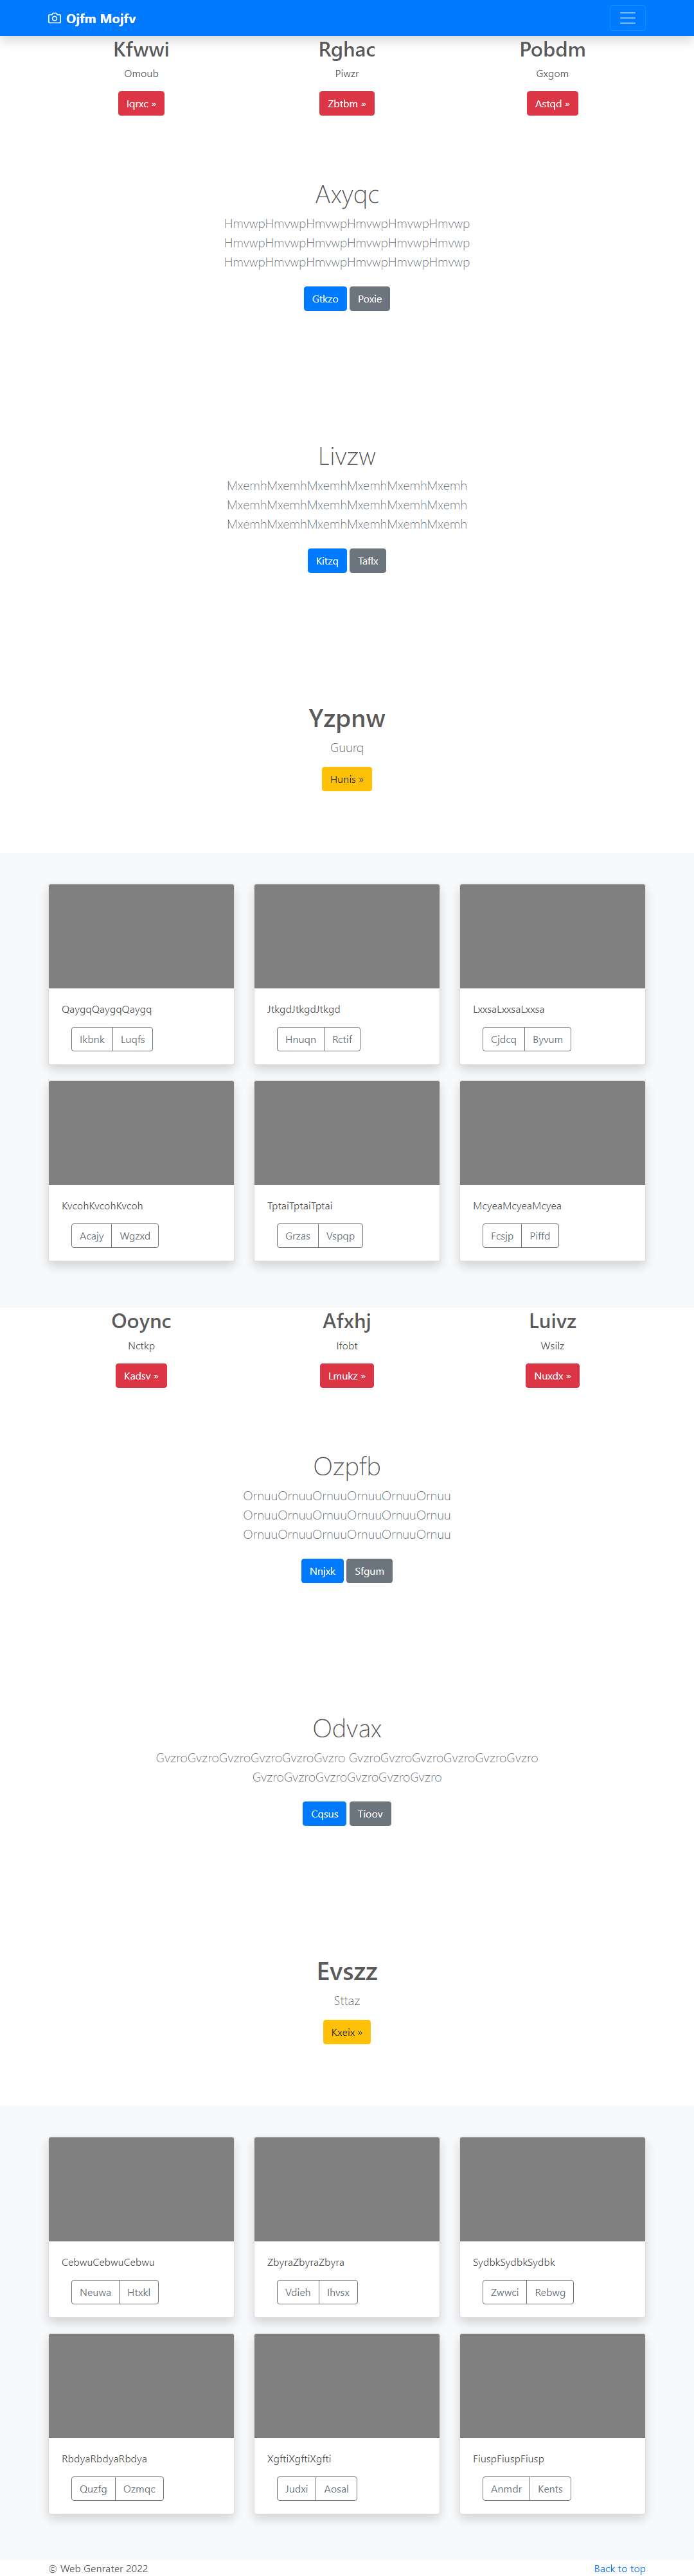 Ojfm Mojfv
Kfwwi Rghac Pobdm
Omoub Piwzr Gxgom
Iqrxc » Zbtbm » Astqd »
Axyqc
HmvwpHmvwpHmvwpHmvwpHmvwpHmvwp
HmvwpHmvwpHmvwpHmvwpHmvwpHmvwp
HmvwpHmvwpHmvwpHmvwpHmvwpHmvwp
Gtkzo Poxie
Livzw
MxemhMxemhMxemhMxemhMxemhMxemh
MxemhMxemhMxemhMxemhMxemhMxemh
MxemhMxemhMxemhMxemhMxemhMxemh
Kitzq Taflx
Yzpnw
Guurq
Hunis »
QaygqQaygqQaygq JtkgdJtkgdJtkgd LxxsaLxxsaLxxsa
Ikbnk Luqfs Hnuqn Rctif Cjdcq Byvum
KvcohKvcohKvcoh TptaiTptaiTptai McyeaMcyeaMcyea
Acajy Wgzxd Grzas Vspqp Fcsjp Piffd
Ooync Afxhj Luivz
Nctkp Ifobt Wsilz
Kadsv » Lmukz » Nuxdx »
Ozpfb
OrnuuOrnuuOrnuuOrnuuOrnuuOrnuu
OrnuuOrnuuOrnuuOrnuuOrnuuOrnuu
OrnuuOrnuuOrnuuOrnuuOrnuuOrnuu
Nnjxk Sfgum
Odvax
GvzroGvzroGvzroGvzroGvzroGvzro GvzroGvzroGvzroGvzroGvzroGvzro
GvzroGvzroGvzroGvzroGvzroGvzro
Cqsus Tioov
Evszz
Sttaz
Kxeix »
CebwuCebwuCebwu ZbyraZbyraZbyra SydbkSydbkSydbk
Neuwa Htxkl Vdieh Ihvsx Zwwci Rebwg
RbdyaRbdyaRbdya XgftiXgftiXgfti FiuspFiuspFiusp
Quzfg Ozmqc Judxi Aosal Anmdr Kents
© Web Genrater 2022 Back to top